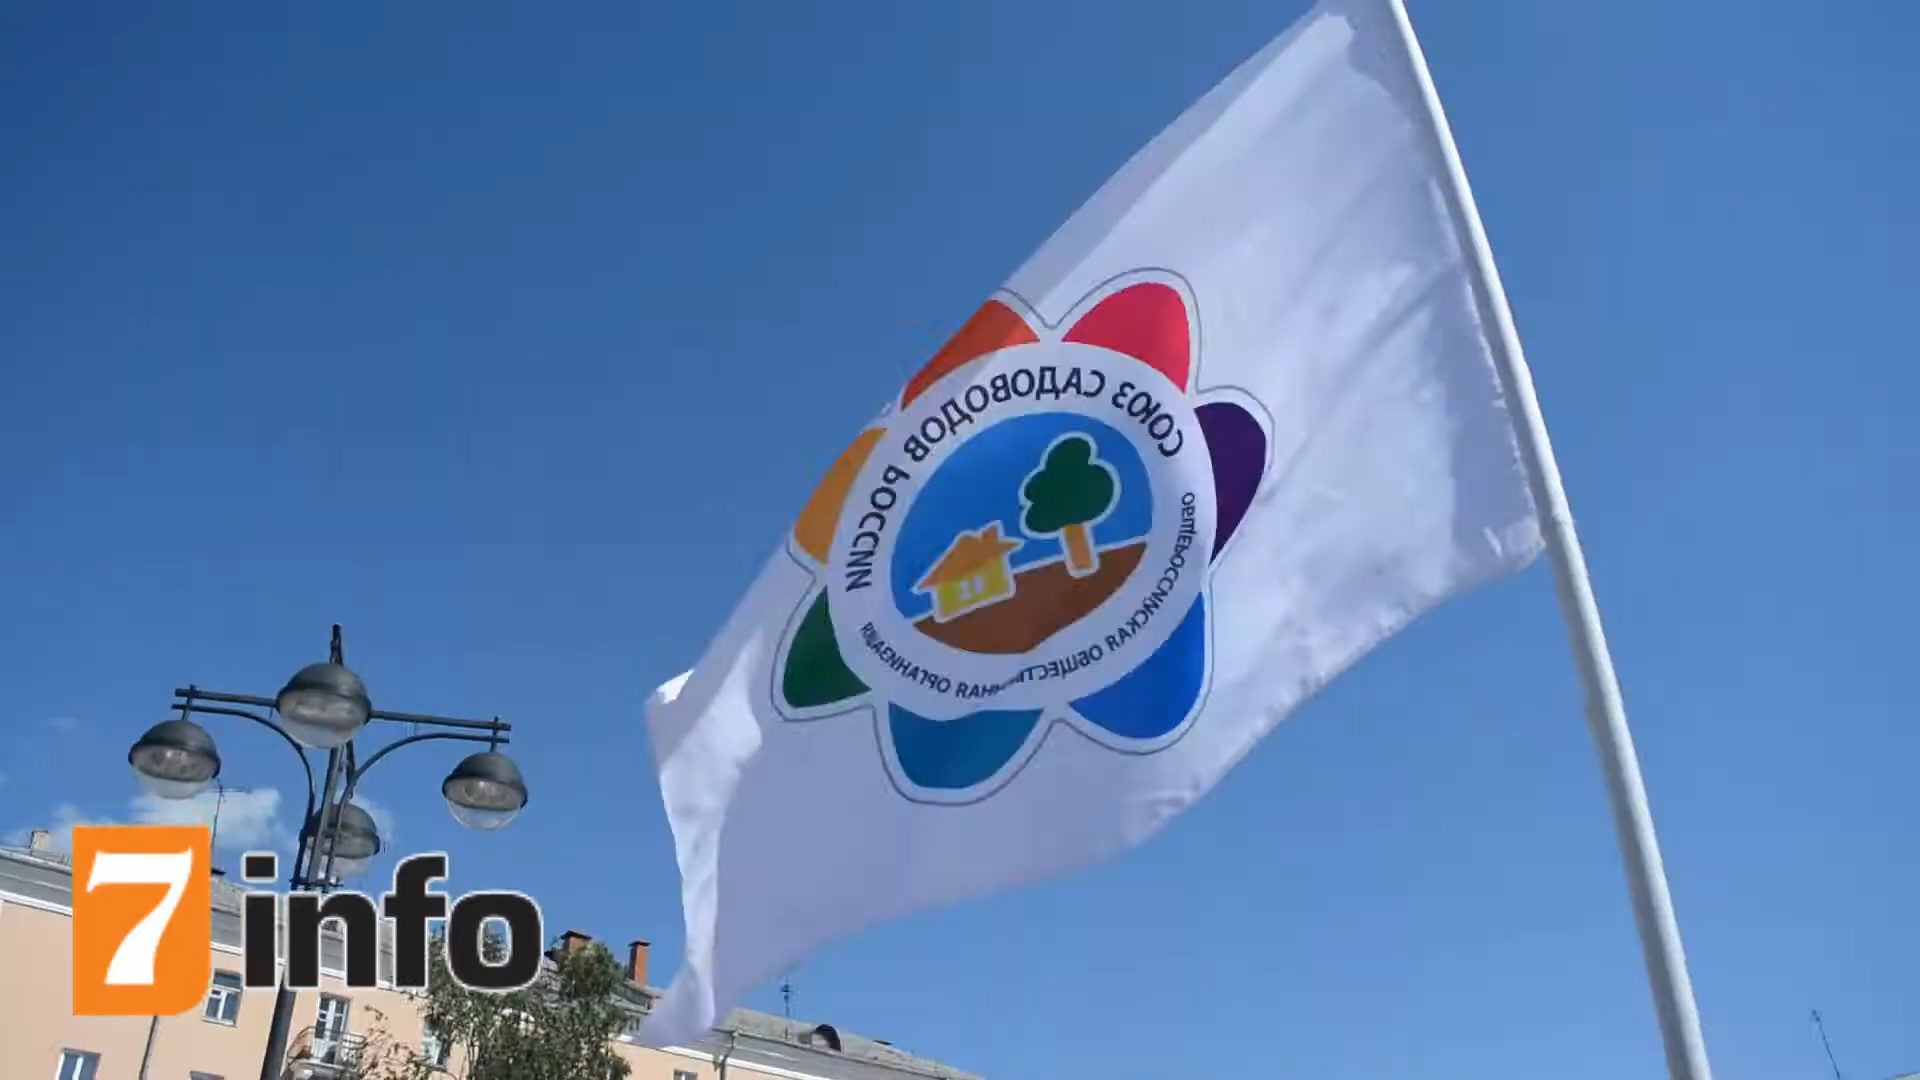 СОЮЗ САДОВОДОВ РОССИИ
ОБЩЕРОССИЙСКАЯ ОБЩЕСТВЕННАЯ ОРГАНИЗАЦИЯ
7info